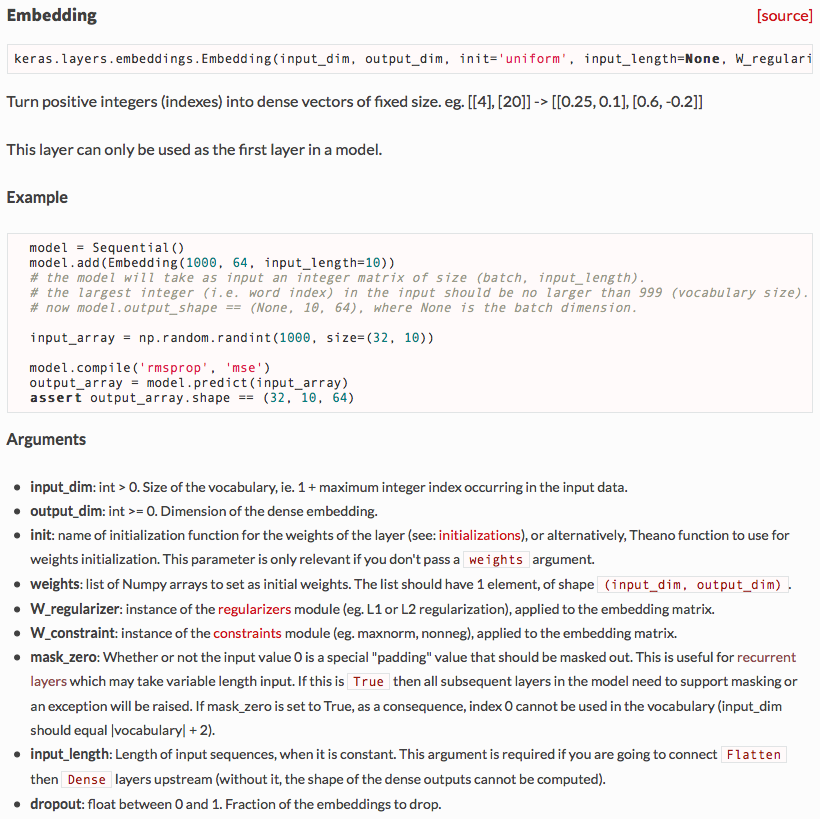 Embedding
[source]
keras.layers.embeddings.Embedding(input_dim, output_dim, init='uniform', input_length=None, W_regulari
Turn positive integers (indexes) into dense vectors of fixed size. eg. [[4], [20]] -> [[0.25, 0.1], [0.6, -0.2]]
This layer can only be used as the first layer in a model.
Example
model = Sequential()
model.add(Embedding(1000, 64, input_length=10))
# the model will take as input an integer matrix of size (batch, input_length).
# the largest integer (i.e. word index) in the input should be no larger than 999 (vocabulary size).
# now model.output_shape == (None, 10, 64), where None is the batch dimension.
input_array = np.random.randint(1000, size=(32, 10))
model.compile('rmsprop', 'mse')
output_array = model.predict(input_array)
assert output_array.shape == (32, 10, 64)
Arguments
• input_dim: int > 0. Size of the vocabulary, ie. 1 + maximum integer index occurring in the input data.
• output_dim: int >= 0. Dimension of the dense embedding.
• init: name of initialization function for the weights of the layer (see: initializations), or alternatively, Theano function to use for
weights initialization. This parameter is only relevant if you don't pass a weights argument.
• weights: list of Numpy arrays to set as initial weights. The list should have 1 element, of shape (input_dim, output_dim).
• W_regularizer: instance of the regularizers module (eg. L1 or L2 regularization), applied to the embedding matrix.
• W_constraint: instance of the constraints module (eg. maxnorm, nonneg), applied to the embedding matrix.
• mask_zero: Whether or not the input value 0 is a special "padding" value that should be masked out. This is useful for recurrent
layers which may take variable length input. If this is True then all subsequent layers in the model need to support masking or
an exception will be raised. If mask_zero is set to True, as a consequence, index 0 cannot be used in the vocabulary (input_dim
should equal |vocabulary| + 2).
• input_length: Length of input sequences, when it is constant. This argument is required if you are going to connect Flatten
then Dense layers upstream (without it, the shape of the dense outputs cannot be computed).
• dropout: float between 0 and 1. Fraction of the embeddings to drop.